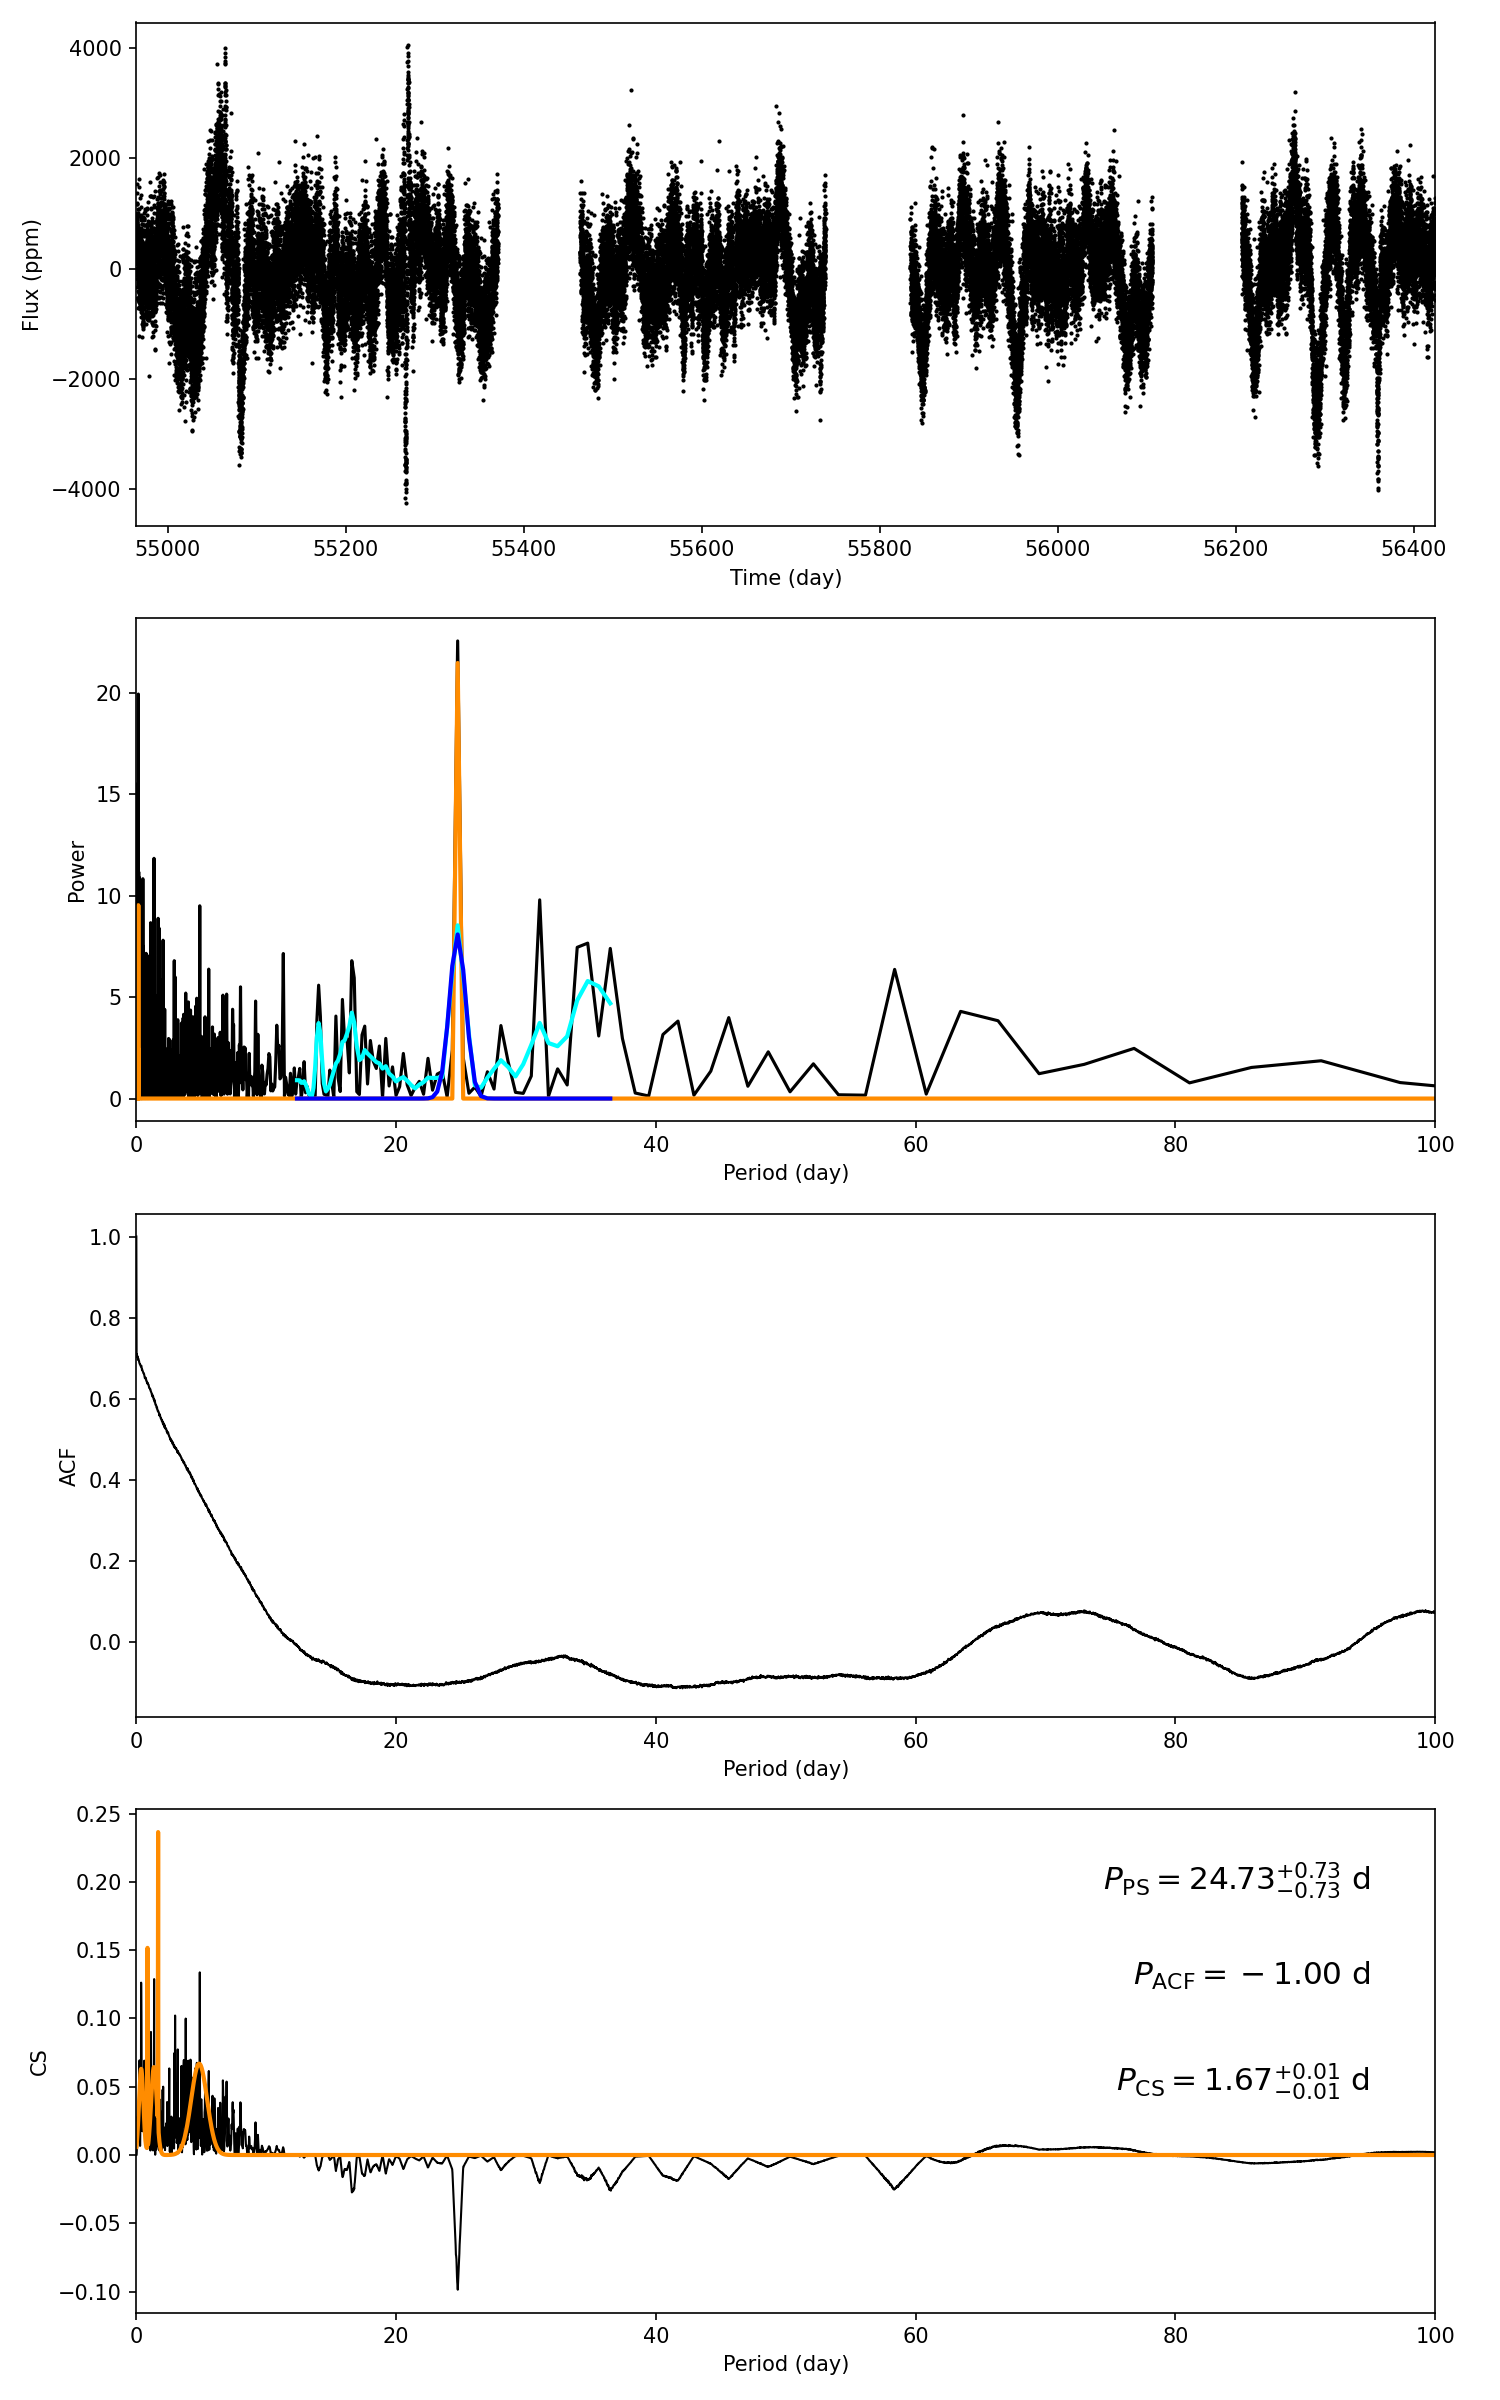 4000
2000
0
−2000
−4000
Flux (ppm)
55000 55200 55400 55600 55800 56000 56200 56400
Time (day)
20
15
10
5
0
Power
0 20 40 60 80 100
Period (day)
1.0
0.8
0.6
0.4
0.2
0.0
ACF
0 20 40 60 80 100
Period (day)
0.25
0.20
0.15
0.10
0.05
0.00
−0.05
−0.10
CS
P_PS = 24.73 +0.73 −0.73 d
P_ACF = −1.00 d
P_CS = 1.67 +0.01 −0.01 d
0 20 40 60 80 100
Period (day)